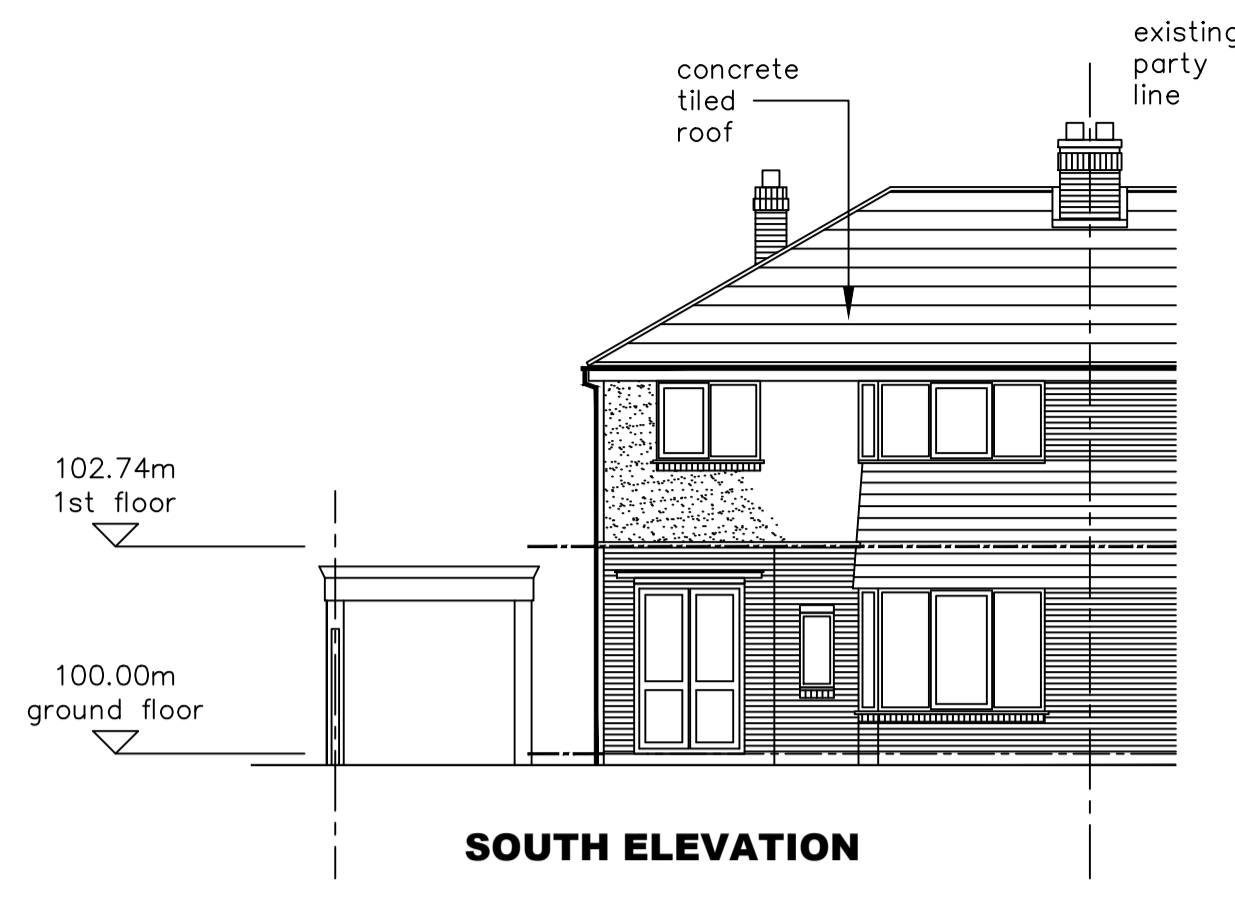 existing
party
line
concrete
tiled
roof
102.74m
1st floor
100.00m
ground floor
SOUTH ELEVATION